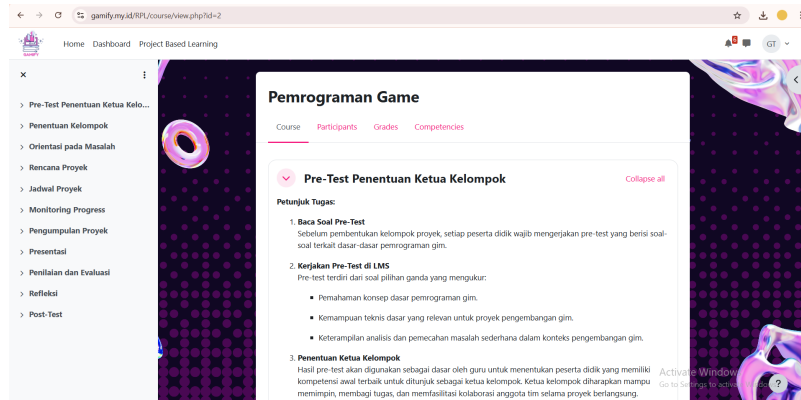 gamify.my.id/RPL/course/view.php?id=2
GAMIFY
Home Dashboard Project Based Learning
6
GT
Pre-Test Penentuan Ketua Kelo...
Penentuan Kelompok
Orientasi pada Masalah
Rencana Proyek
Jadwal Proyek
Monitoring Progress
Pengumpulan Proyek
Presentasi
Penilaian dan Evaluasi
Refleksi
Post-Test
Pemrograman Game
Course Participants Grades Competencies
Pre-Test Penentuan Ketua Kelompok
Collapse all
Petunjuk Tugas:
1. Baca Soal Pre-Test
Sebelum pembentukan kelompok proyek, setiap peserta didik wajib mengerjakan pre-test yang berisi soal-
soal terkait dasar-dasar pemrograman gim.
2. Kerjakan Pre-Test di LMS
Pre-test terdiri dari soal pilihan ganda yang mengukur:
▪ Pemahaman konsep dasar pemrograman gim.
▪ Kemampuan teknis dasar yang relevan untuk proyek pengembangan gim.
▪ Keterampilan analisis dan pemecahan masalah sederhana dalam konteks pengembangan gim.
3. Penentuan Ketua Kelompok
Hasil pre-test akan digunakan sebagai dasar oleh guru untuk menentukan peserta didik yang memiliki
kompetensi awal terbaik untuk ditunjuk sebagai ketua kelompok. Ketua kelompok diharapkan mampu
memimpin, membagi tugas, dan memfasilitasi kolaborasi anggota tim selama proyek berlangsung.
Activate Window
Go to Settings to activate
?